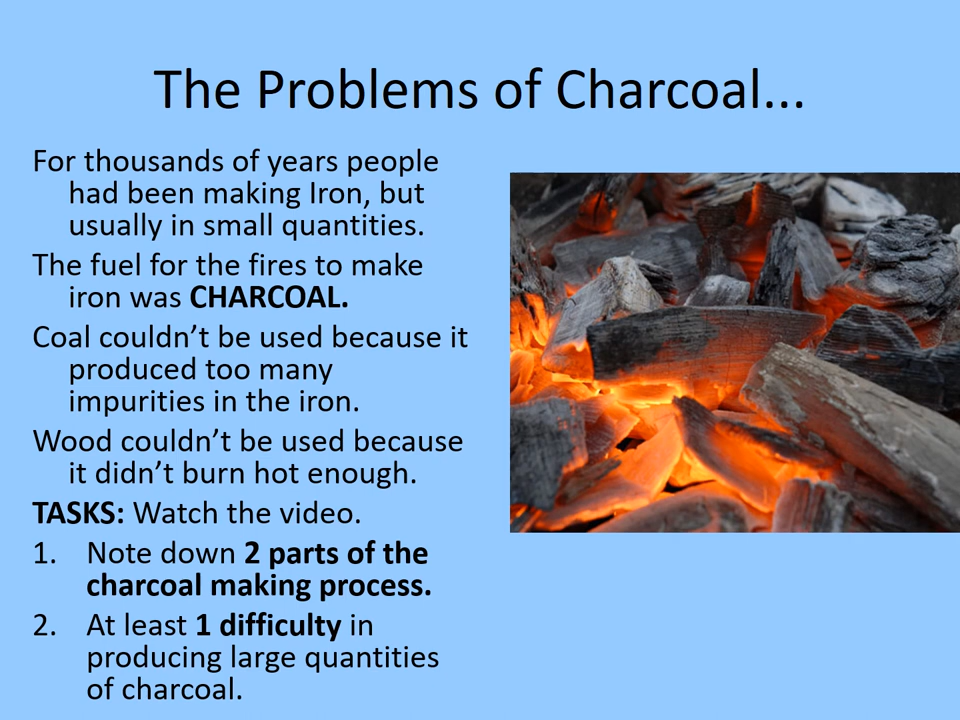 The Problems of Charcoal...
For thousands of years people
had been making Iron, but
usually in small quantities.
The fuel for the fires to make
iron was CHARCOAL.
Coal couldn’t be used because it
produced too many
impurities in the iron.
Wood couldn’t be used because
it didn’t burn hot enough.
TASKS: Watch the video.
1. Note down 2 parts of the
charcoal making process.
2. At least 1 difficulty in
producing large quantities
of charcoal.